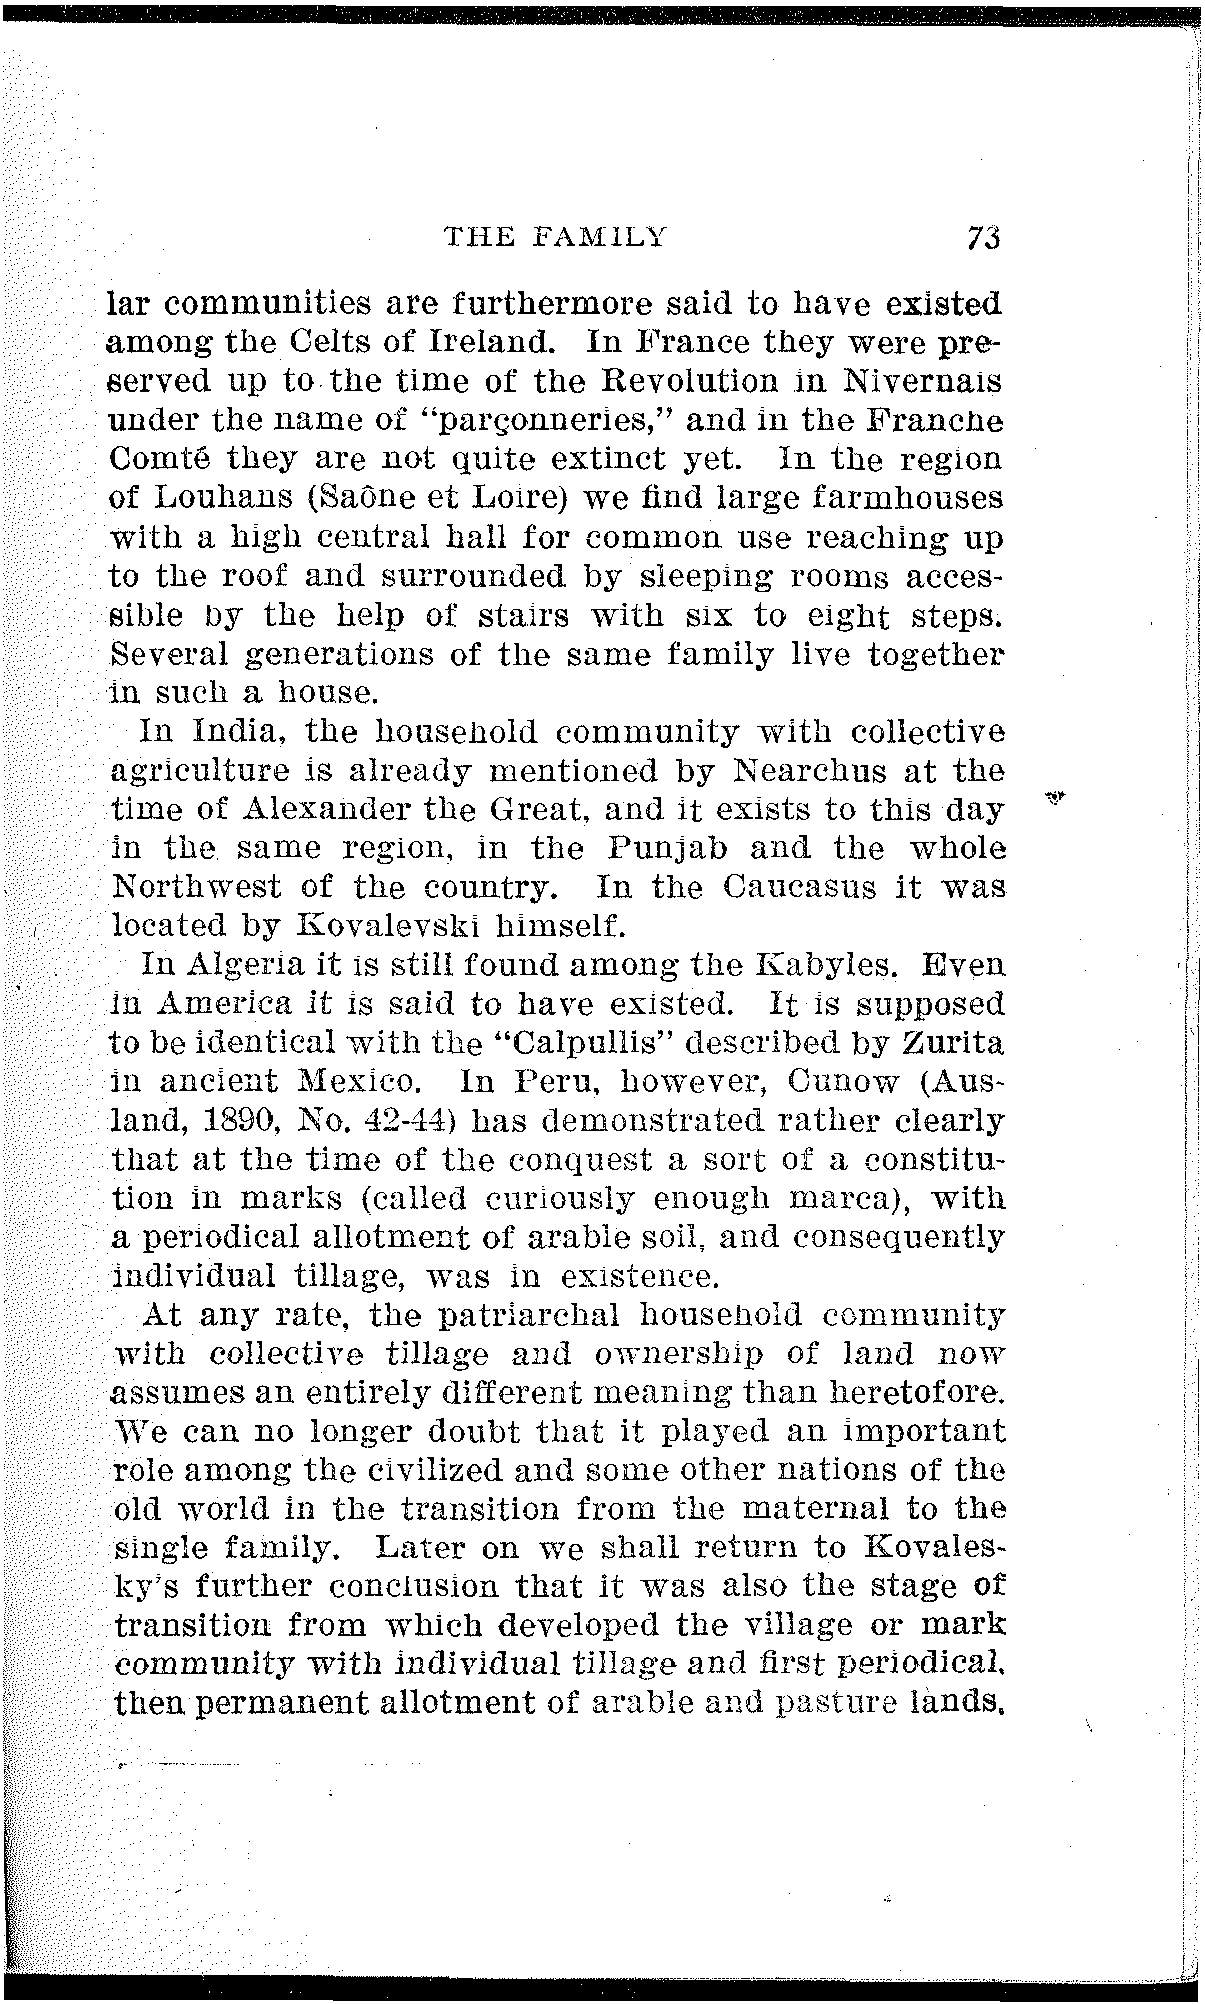 THE FAMILY 73
lar communities are furthermore said to have existed
among the Celts of Ireland. In France they were pre-
served up to the time of the Revolution in Nivernais
under the name of “parçonneries,” and in the Franche
Comté they are not quite extinct yet. In the region
of Louhans (Saône et Loire) we find large farmhouses
with a high central hall for common use reaching up
to the roof and surrounded by sleeping rooms acces-
sible by the help of stairs with six to eight steps.
Several generations of the same family live together
in such a house.
In India, the household community with collective
agriculture is already mentioned by Nearchus at the
time of Alexander the Great, and it exists to this day
in the same region, in the Punjab and the whole
Northwest of the country. In the Caucasus it was
located by Kovalevski himself.
In Algeria it is still found among the Kabyles. Even
in America it is said to have existed. It is supposed
to be identical with the “Calpullis” described by Zurita
in ancient Mexico. In Peru, however, Cunow (Aus-
land, 1890, No. 42-44) has demonstrated rather clearly
that at the time of the conquest a sort of a constitu-
tion in marks (called curiously enough marca), with
a periodical allotment of arable soil, and consequently
individual tillage, was in existence.
At any rate, the patriarchal household community
with collective tillage and ownership of land now
assumes an entirely different meaning than heretofore.
We can no longer doubt that it played an important
role among the civilized and some other nations of the
old world in the transition from the maternal to the
single family. Later on we shall return to Kovales-
ky's further conclusion that it was also the stage of
transition from which developed the village or mark
community with individual tillage and first periodical,
then permanent allotment of arable and pasture lands.